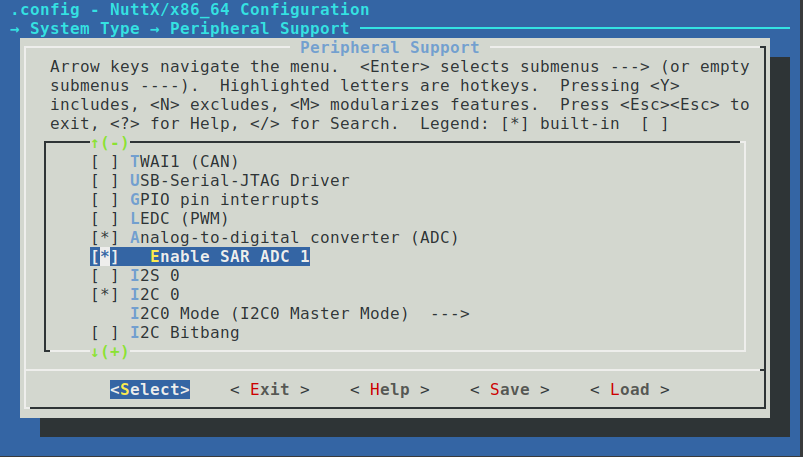 .config - NuttX/x86_64 Configuration
→ System Type → Peripheral Support
Peripheral Support
Arrow keys navigate the menu.  <Enter> selects submenus ---> (or empty
submenus ----).  Highlighted letters are hotkeys.  Pressing <Y>
includes, <N> excludes, <M> modularizes features.  Press <Esc><Esc> to
exit, <?> for Help, </> for Search.  Legend: [*] built-in  [ ]
↑(-)
[ ] TWAI1 (CAN)
[ ] USB-Serial-JTAG Driver
[ ] GPIO pin interrupts
[ ] LEDC (PWM)
[*] Analog-to-digital converter (ADC)
[*]   Enable SAR ADC 1
[ ] I2S 0
[*] I2C 0
I2C0 Mode (I2C0 Master Mode)  --->
[ ] I2C Bitbang
↓(+)
<Select>    < Exit >    < Help >    < Save >    < Load >